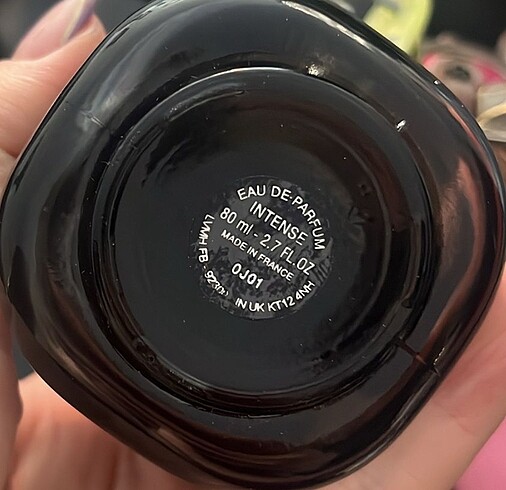 EAU DE PARFUM
INTENSE
80 ml - 2.7 FL.OZ
MADE IN FRANCE
0J01
LVMH FB
IN UK KT12 4NH